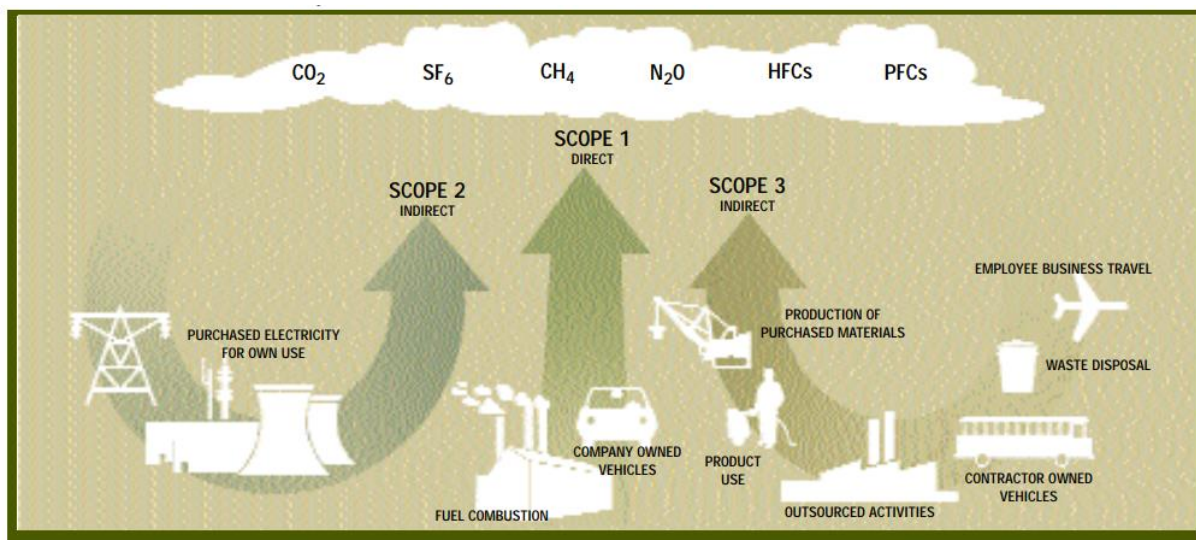 CO₂ SF₆ CH₄ N₂O HFCs PFCs
SCOPE 1
DIRECT
SCOPE 2
INDIRECT
SCOPE 3
INDIRECT
EMPLOYEE BUSINESS TRAVEL
PURCHASED ELECTRICITY
FOR OWN USE
PRODUCTION OF
PURCHASED MATERIALS
WASTE DISPOSAL
COMPANY OWNED
VEHICLES
PRODUCT
USE
CONTRACTOR OWNED
VEHICLES
FUEL COMBUSTION
OUTSOURCED ACTIVITIES